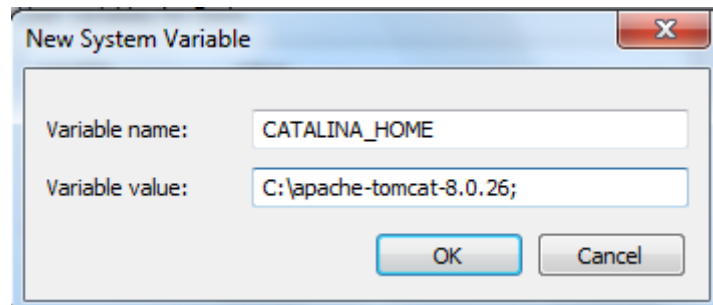 New System Variable
Variable name: CATALINA_HOME
Variable value: C:\apache-tomcat-8.0.26;
OK Cancel